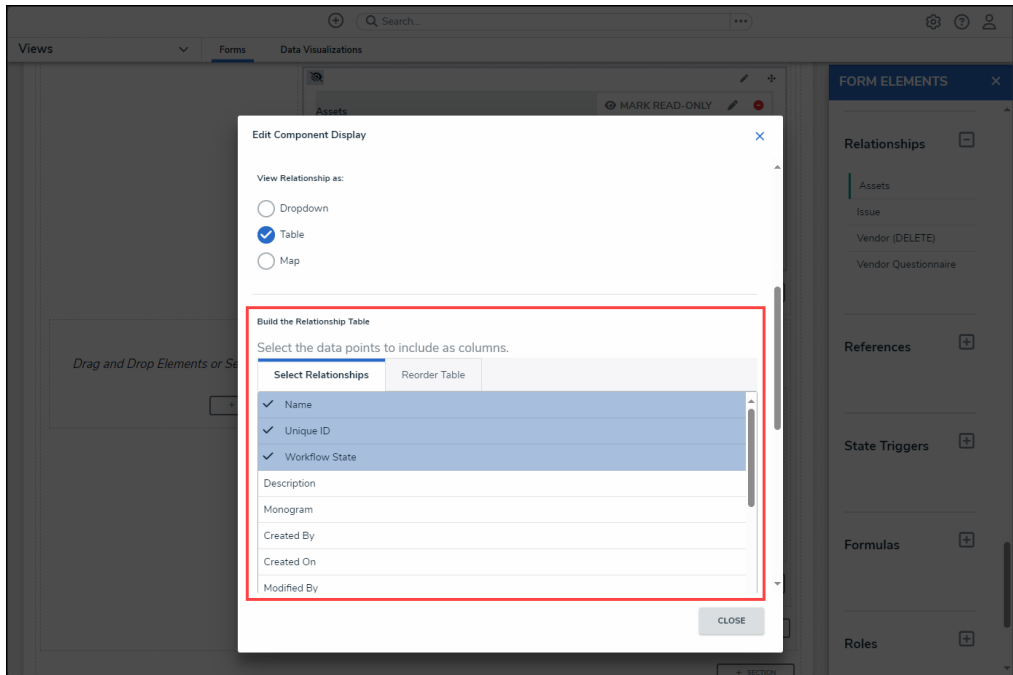 Search...
Views
Forms
Data Visualizations
FORM ELEMENTS
Assets
MARK READ-ONLY
Edit Component Display
View Relationship as:
Dropdown
Table
Map
Build the Relationship Table
Select the data points to include as columns.
Select Relationships
Reorder Table
Name
Unique ID
Workflow State
Description
Monogram
Created By
Created On
Modified By
CLOSE
Drag and Drop Elements or Se
Relationships
Assets
Issue
Vendor (DELETE)
Vendor Questionnaire
References
State Triggers
Formulas
Roles
+ SECTION